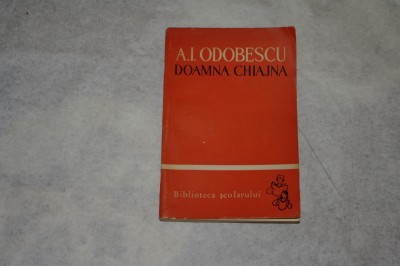 A.I. ODOBESCU
DOAMNA CHIAJNA
Biblioteca școlarului